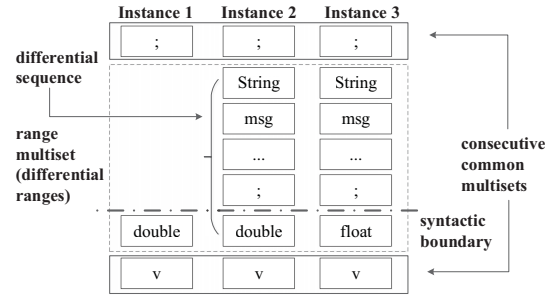 Instance 1 Instance 2 Instance 3
; ; ;
differential
sequence
String String
msg msg
... ...
; ;
range
multiset
(differential
ranges)
consecutive
common
multisets
syntactic
boundary
double double float
v v v